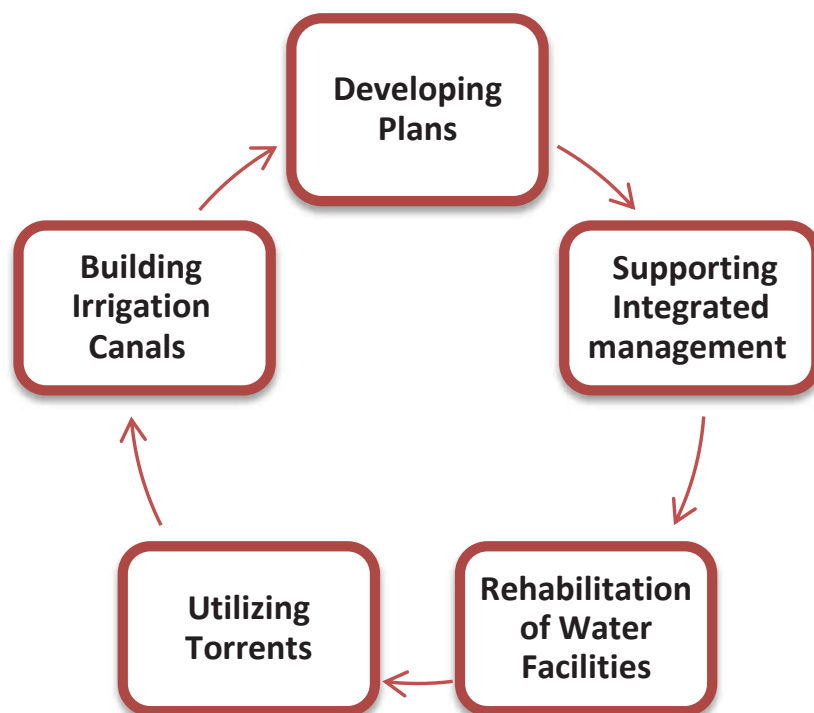 Developing
Plans
Supporting
Integrated
management
Rehabilitation
of Water
Facilities
Utilizing
Torrents
Building
Irrigation
Canals